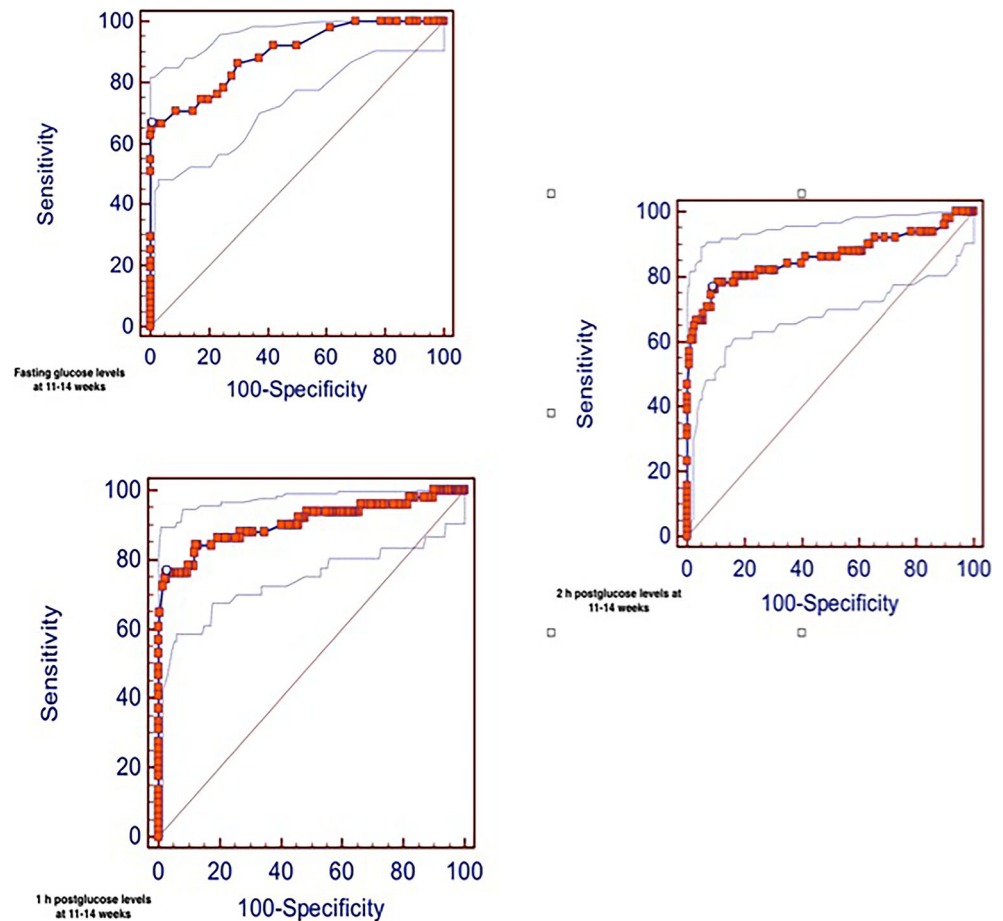 100
80
60
40
20
0
Sensitivity
0 20 40 60 80 100
100-Specificity
Fasting glucose levels
at 11-14 weeks
100
80
60
40
20
0
Sensitivity
0 20 40 60 80 100
100-Specificity
2 h postglucose levels at
11-14 weeks
100
80
60
40
20
0
Sensitivity
0 20 40 60 80 100
100-Specificity
1 h postglucose levels
at 11-14 weeks